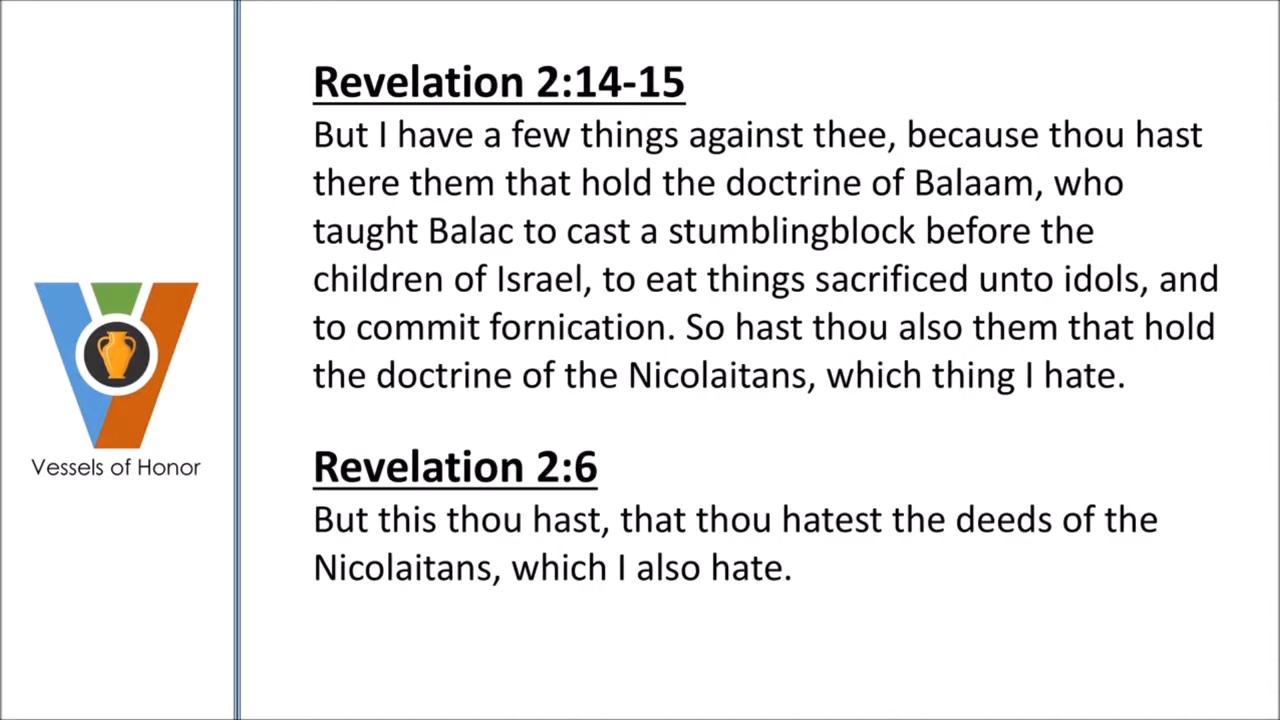 Revelation 2:14-15
But I have a few things against thee, because thou hast
there them that hold the doctrine of Balaam, who
taught Balac to cast a stumblingblock before the
children of Israel, to eat things sacrificed unto idols, and
to commit fornication. So hast thou also them that hold
the doctrine of the Nicolaitans, which thing I hate.
Revelation 2:6
But this thou hast, that thou hatest the deeds of the
Nicolaitans, which I also hate.
Vessels of Honor